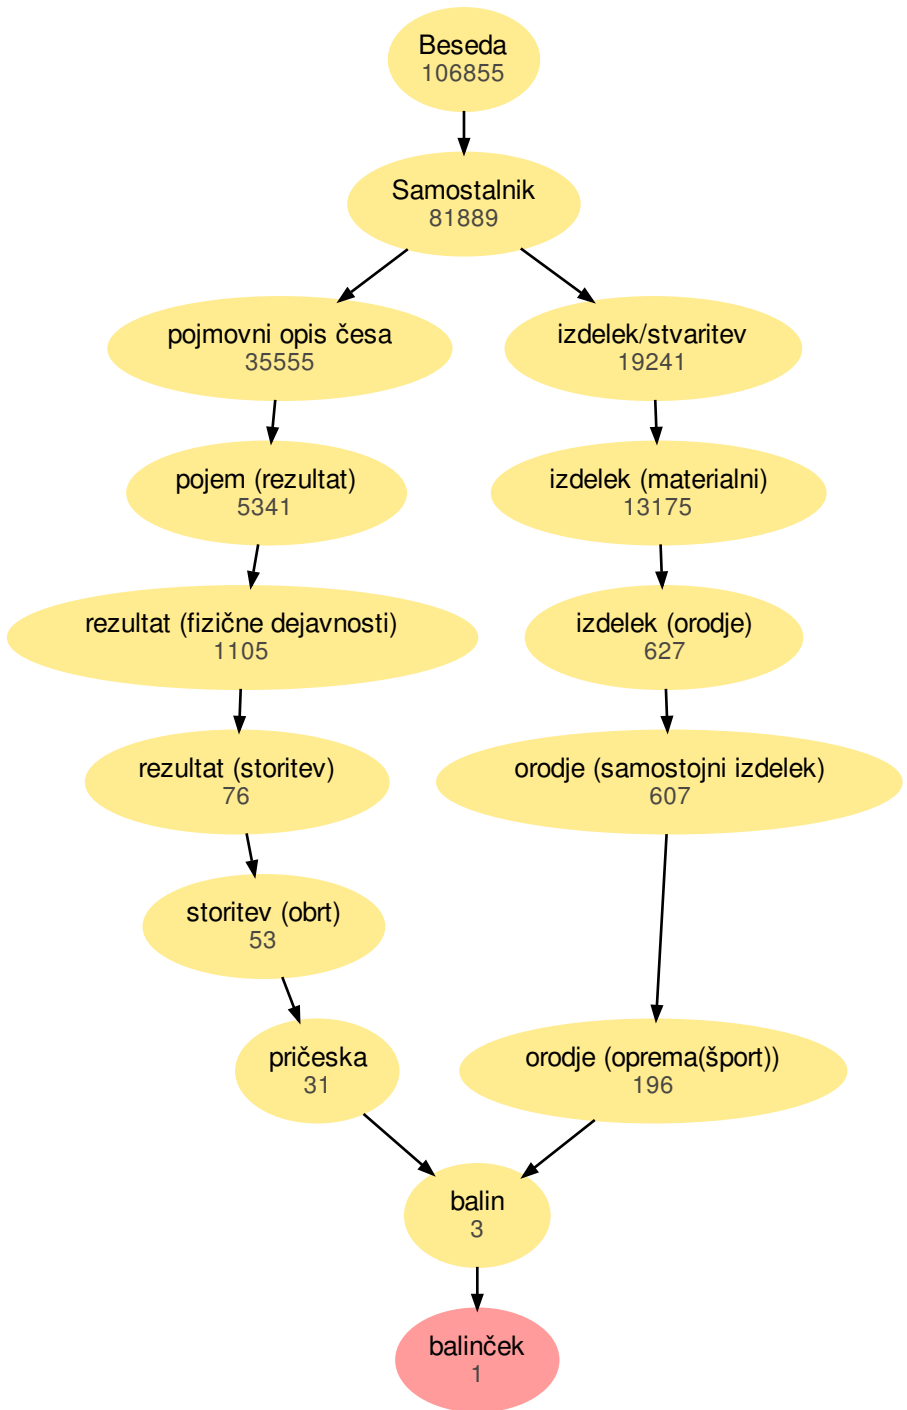 Beseda
106855
Samostalnik
81889
pojmovni opis česa
35555
izdelek/stvaritev
19241
pojem (rezultat)
5341
izdelek (materialni)
13175
rezultat (fizične dejavnosti)
1105
izdelek (orodje)
627
rezultat (storitev)
76
orodje (samostojni izdelek)
607
storitev (obrt)
53
pričeska
31
orodje (oprema(šport))
196
balin
3
balinček
1